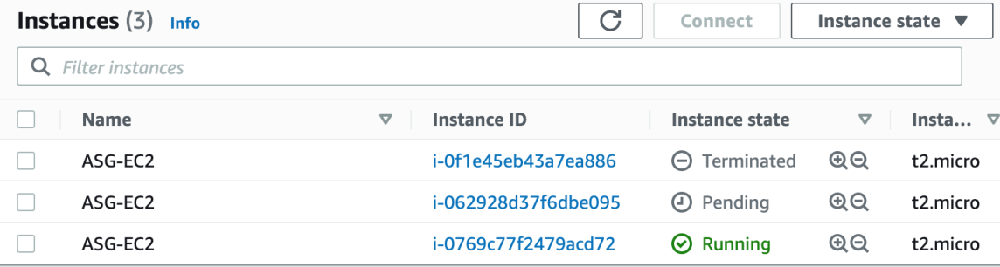 Instances (3) Info Connect Instance state
Filter instances
Name Instance ID Instance state Insta...
ASG-EC2 i-0f1e45eb43a7ea886 Terminated t2.micro
ASG-EC2 i-062928d37f6dbe095 Pending t2.micro
ASG-EC2 i-0769c77f2479acd72 Running t2.micro